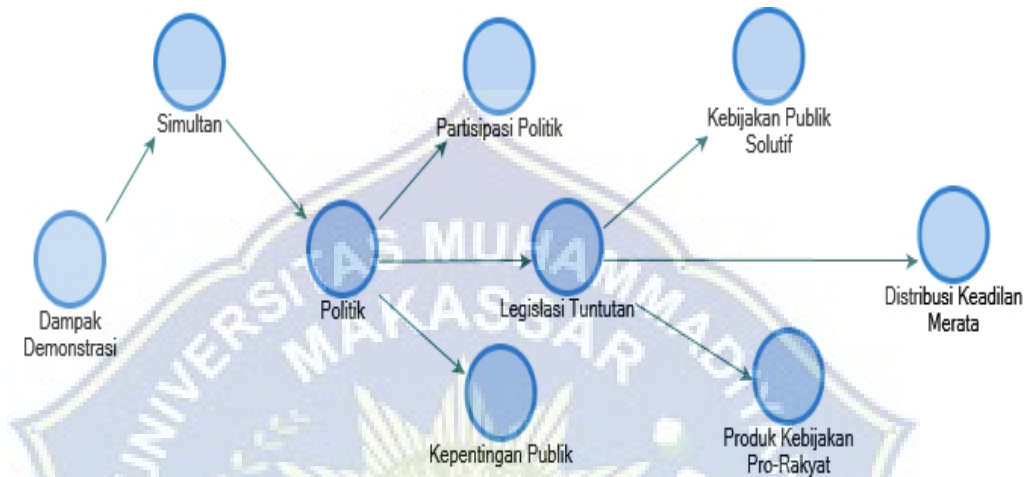 Simultan
Partisipasi Politik
Kebijakan Publik
Solutif
Dampak
Demonstrasi
Politik
Legislasi Tuntutan
Distribusi Keadilan
Merata
Kepentingan Publik
Produk Kebijakan
Pro-Rakyat
UNIVERSITAS MUHAMMADIY
MAKASSAR